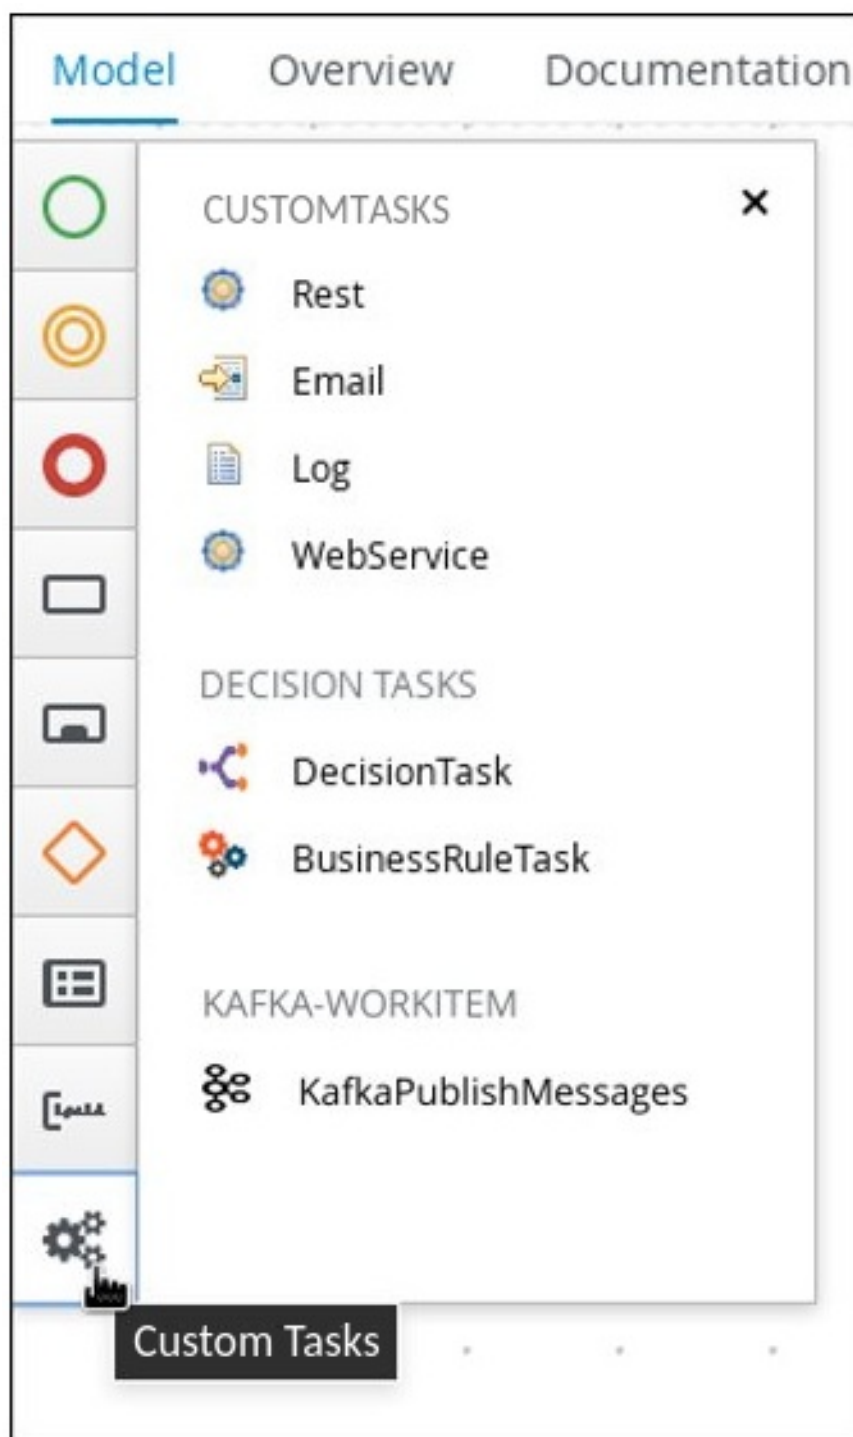 Model Overview Documentation
CUSTOMTASKS
Rest
Email
Log
WebService
DECISION TASKS
DecisionTask
BusinessRuleTask
KAFKA-WORKITEM
KafkaPublishMessages
Custom Tasks